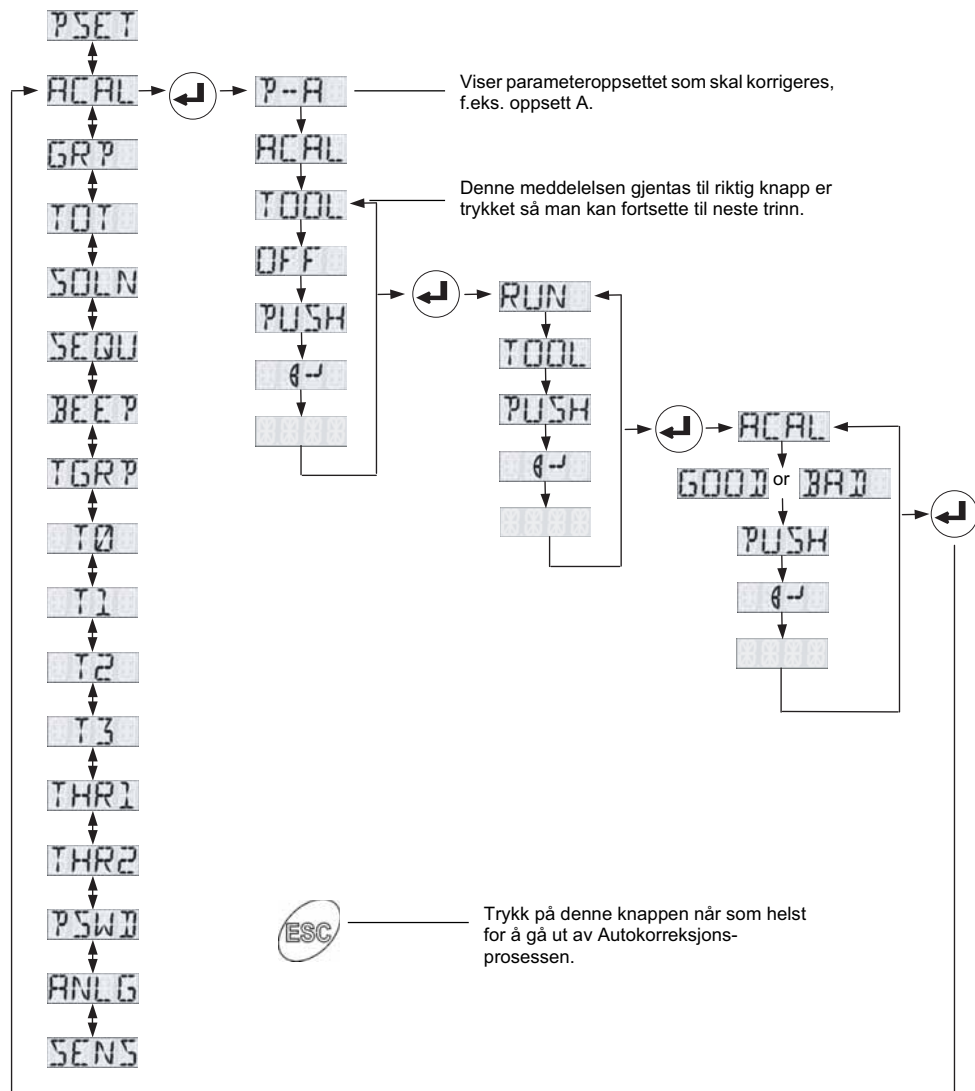 PSET
ACAL
GRP
TOT
SOLN
SEQU
BEEP
TGRP
T0
T1
T2
T3
THR1
THR2
PSWD
ANLG
SENS
P--A
ACAL
TOOL
OFF
PUSH
Viser parameteroppsettet som skal korrigeres,
f.eks. oppsett A.
Denne meddelelsen gjentas til riktig knapp er
trykket så man kan fortsette til neste trinn.
RUN
TOOL
PUSH
ACAL
GOOD or BAD
PUSH
ESC
Trykk på denne knappen når som helst
for å gå ut av Autokorreksjons-
prosessen.